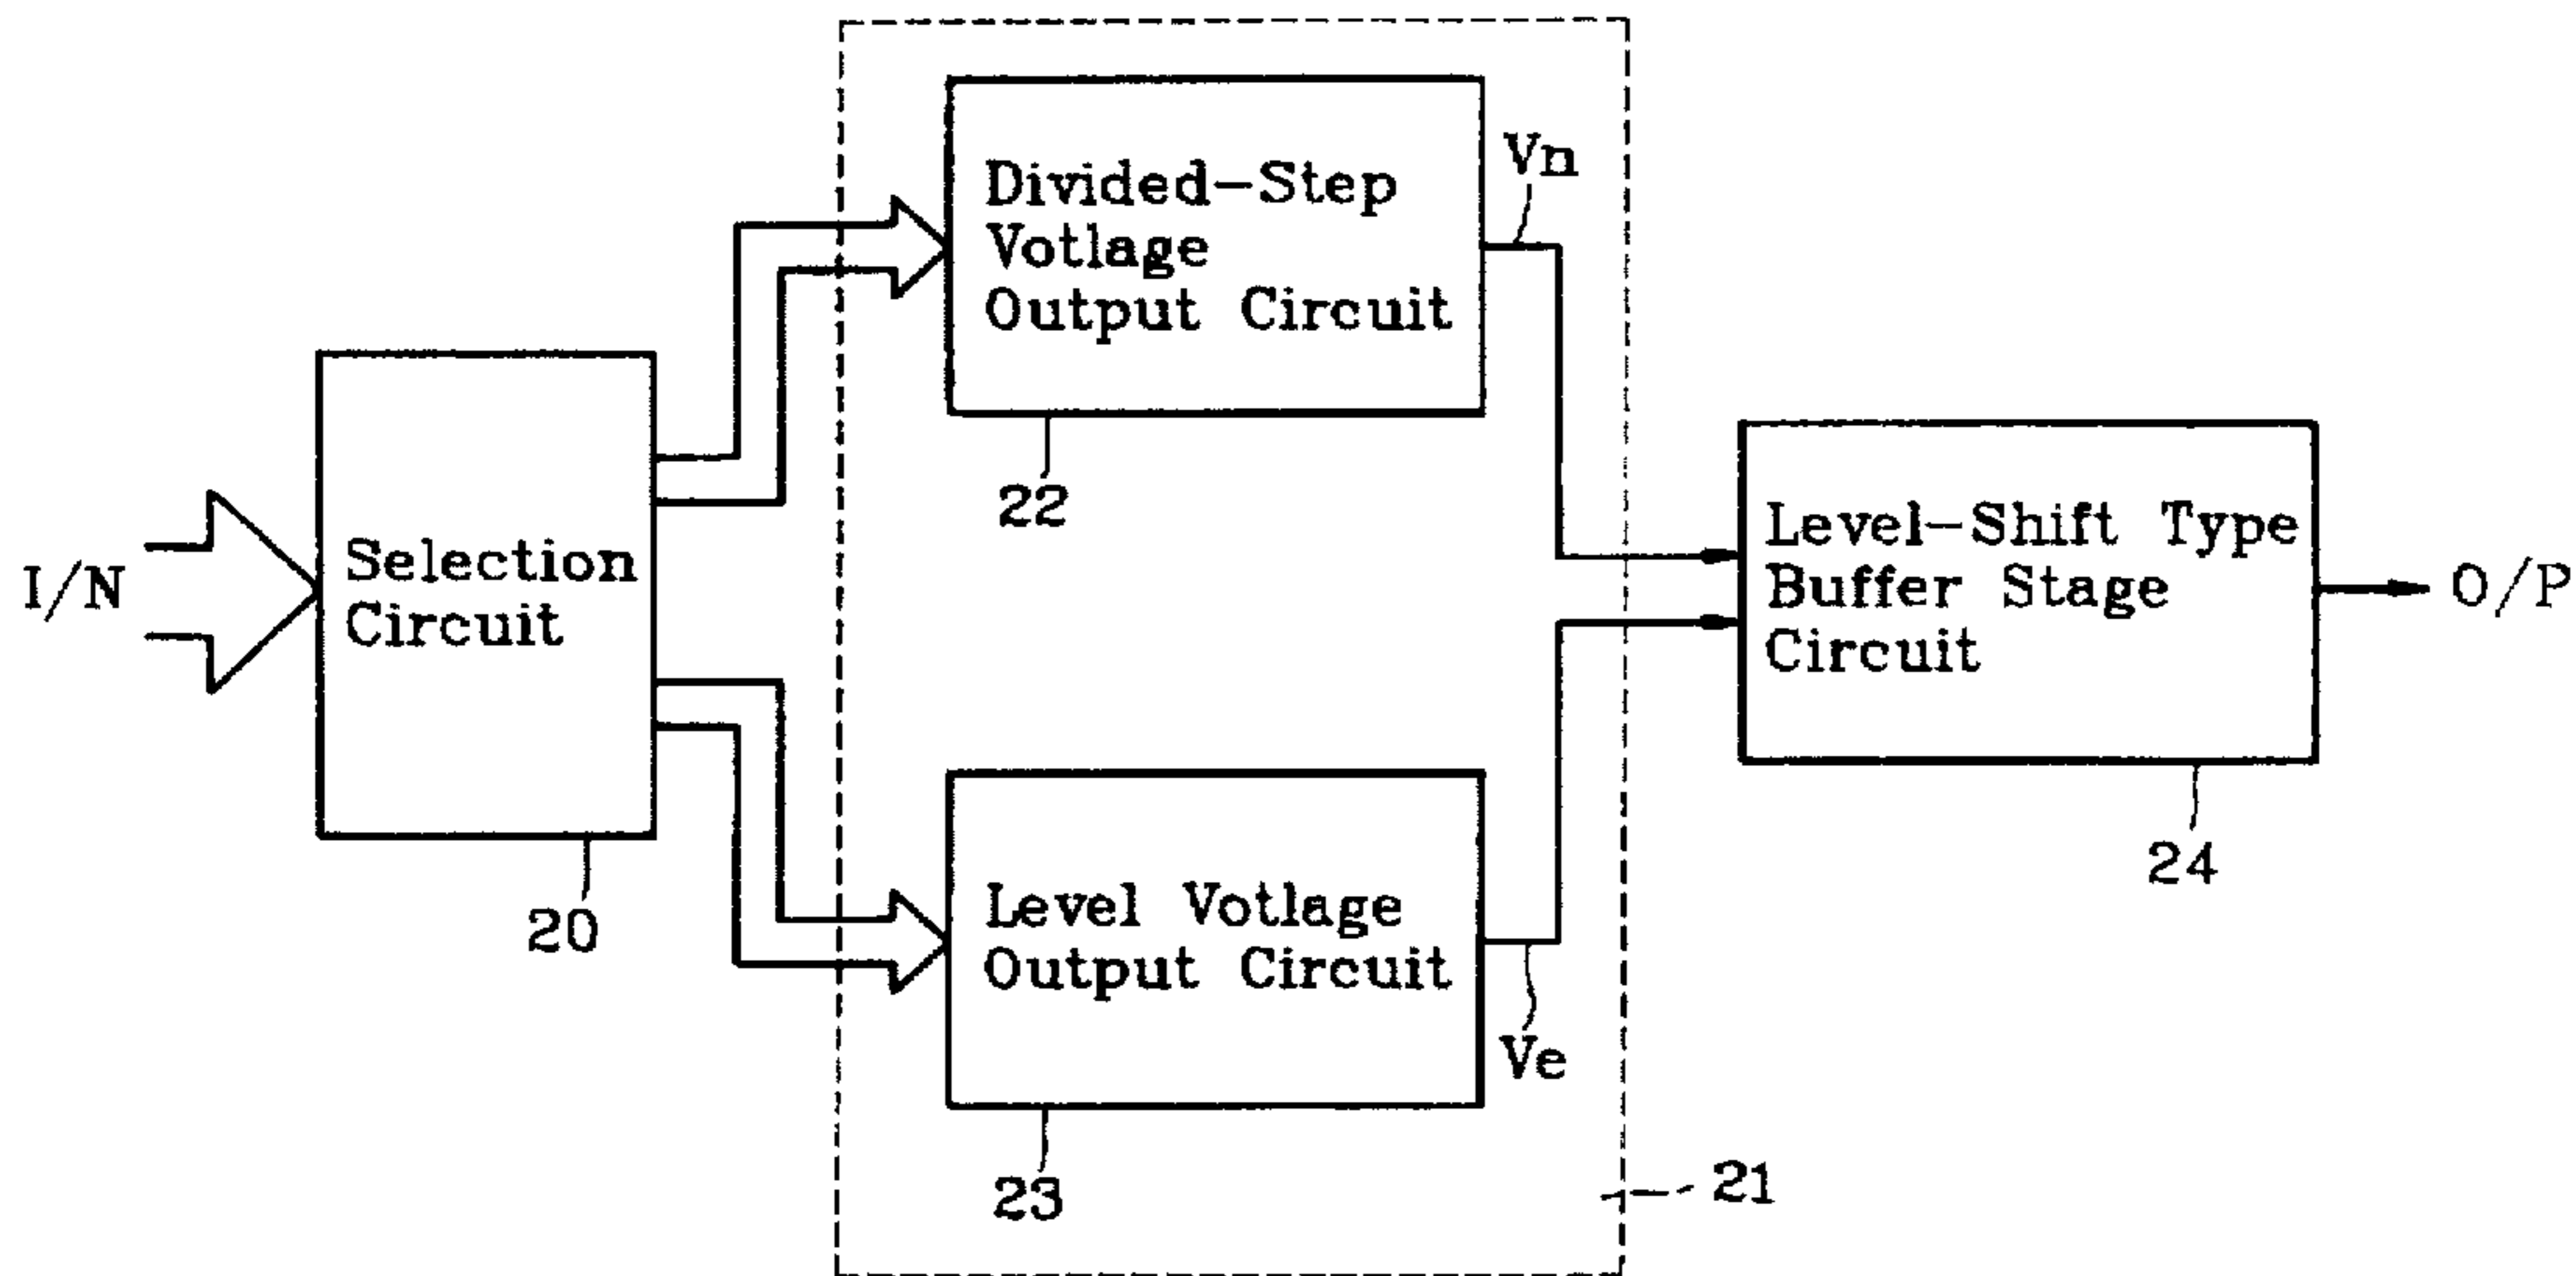 I/N
Selection
Circuit
20
Divided-Step
Votlage
Output Circuit
22
Vn
Level Votlage
Output Circuit
23
Ve
21
Level-Shift Type
Buffer Stage
Circuit
24
O/P